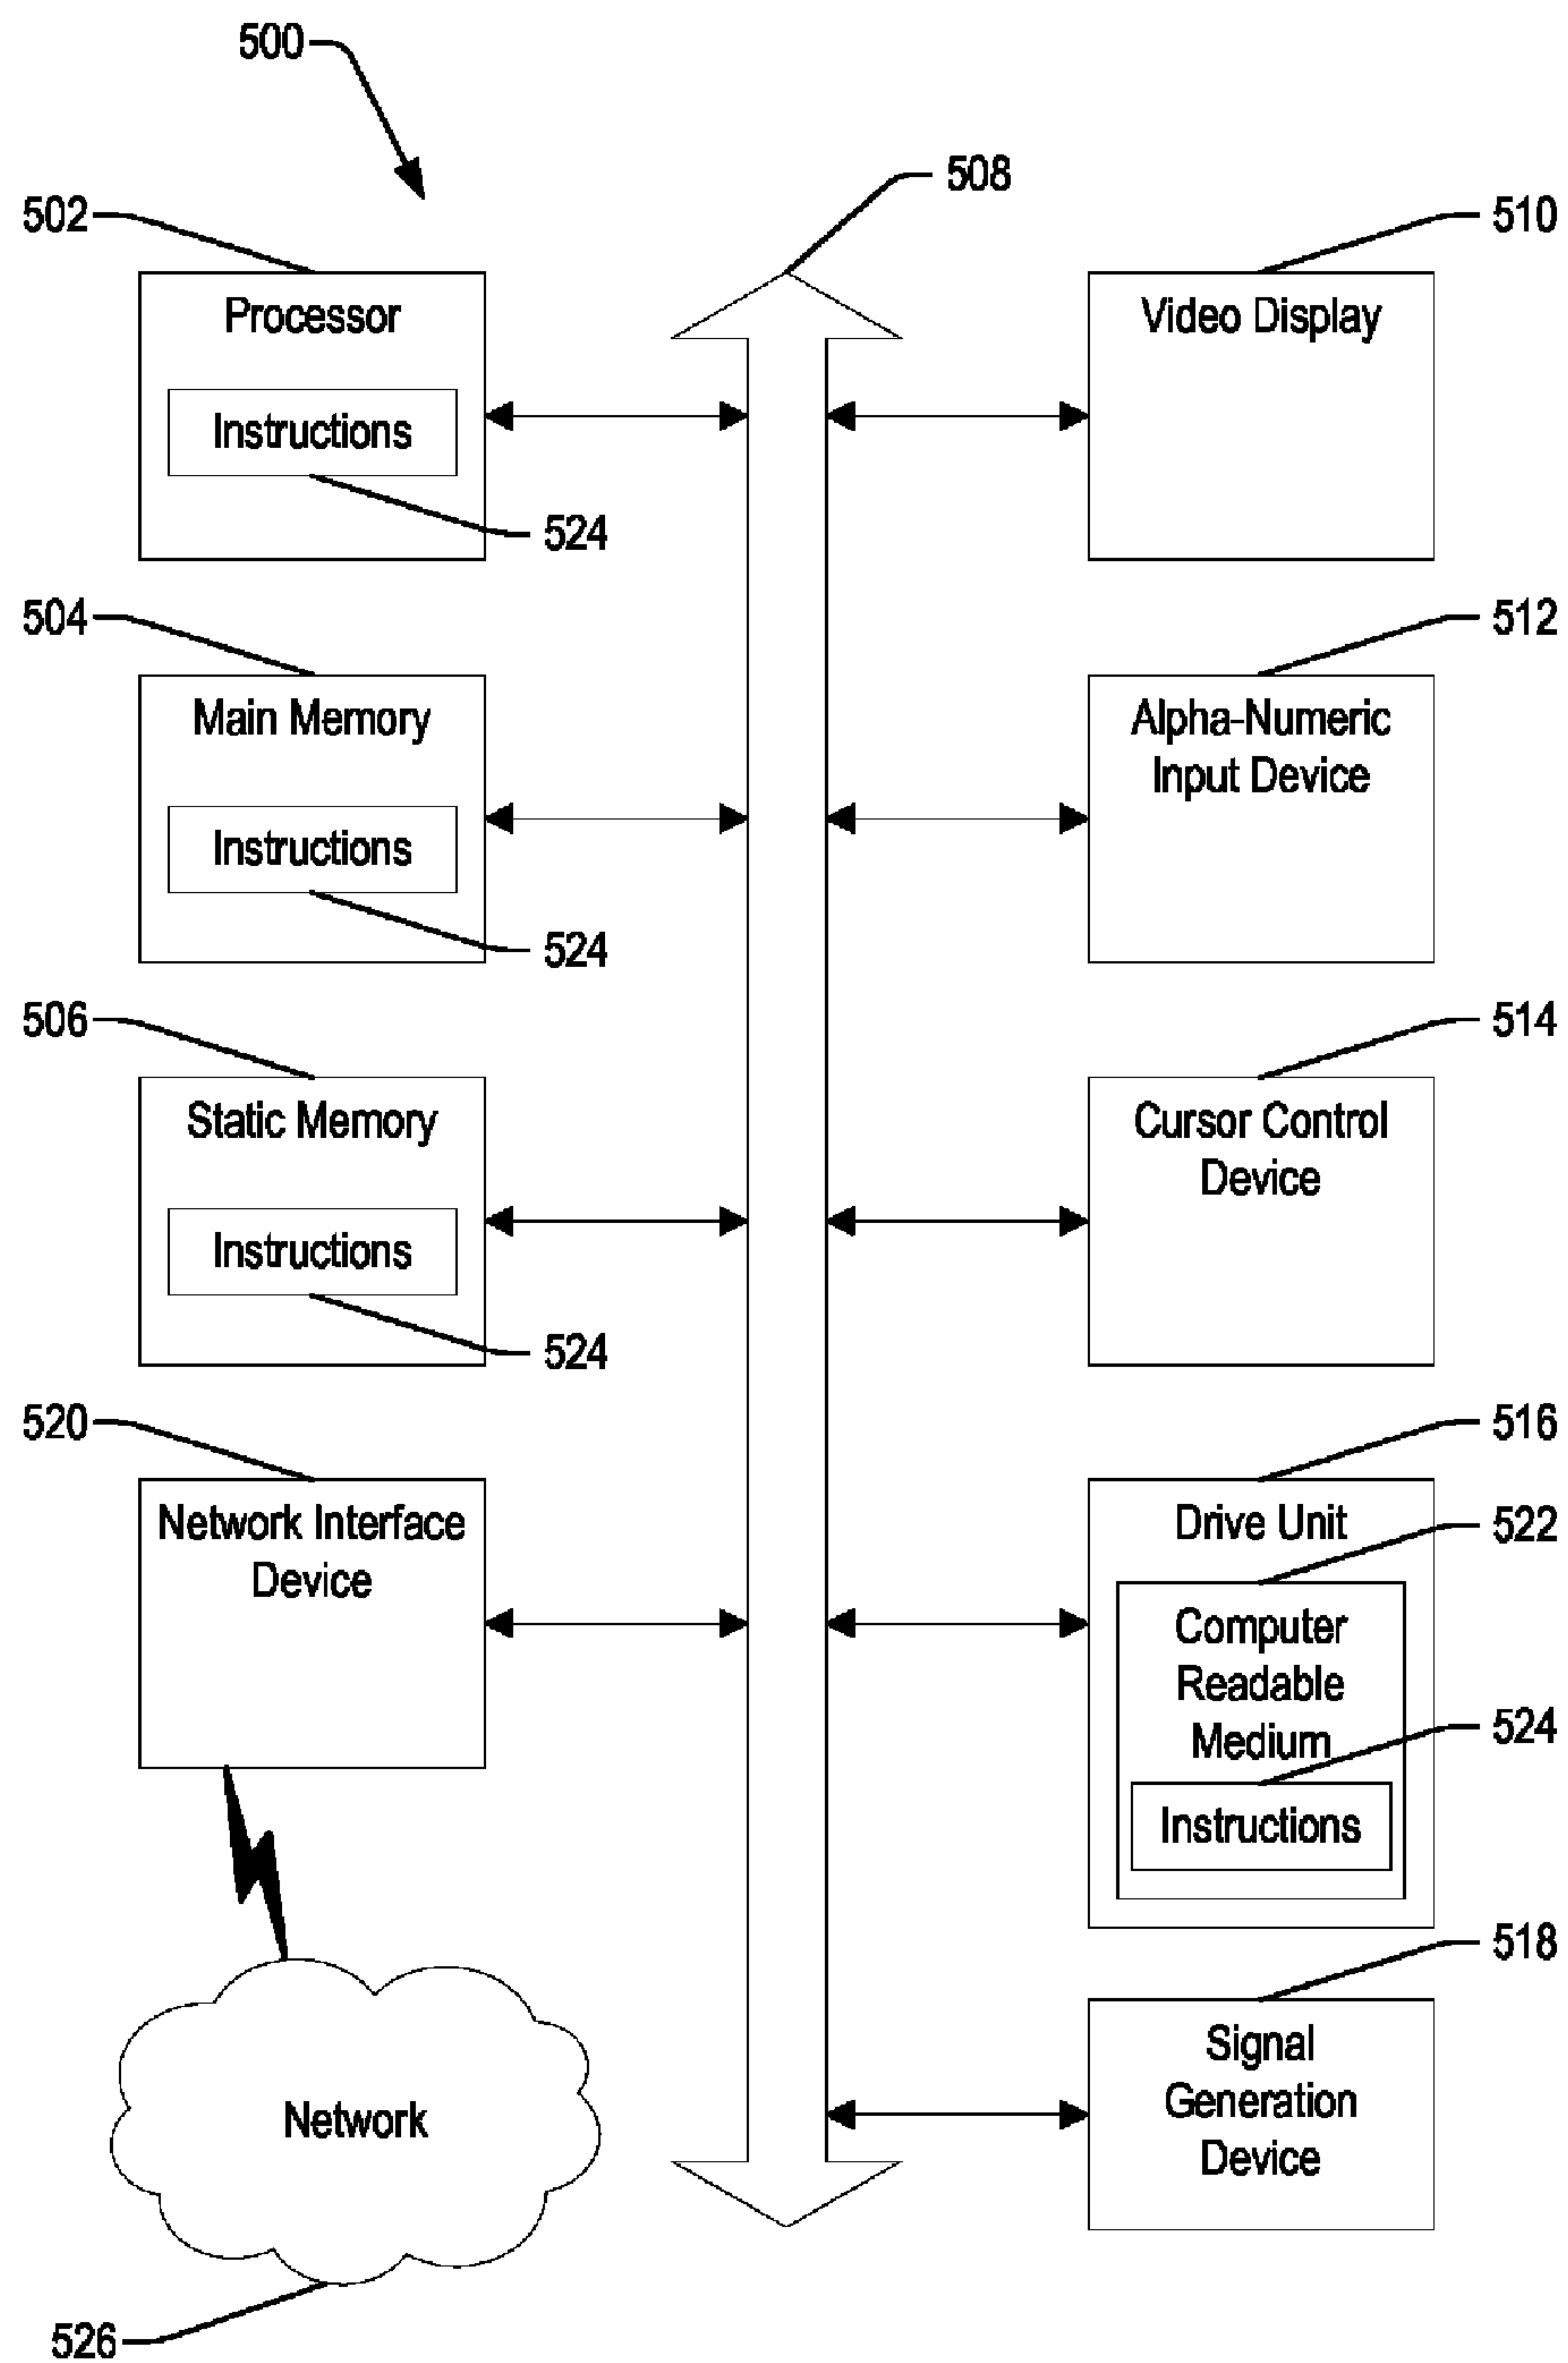 500
508
502
510
Processor
Instructions
524
Video Display
504
512
Main Memory
Instructions
524
Alpha-Numeric
Input Device
506
514
Static Memory
Instructions
524
Cursor Control
Device
520
516
Network Interface
Device
Drive Unit
522
Computer
Readable
Medium
524
Instructions
518
Signal
Generation
Device
Network
526